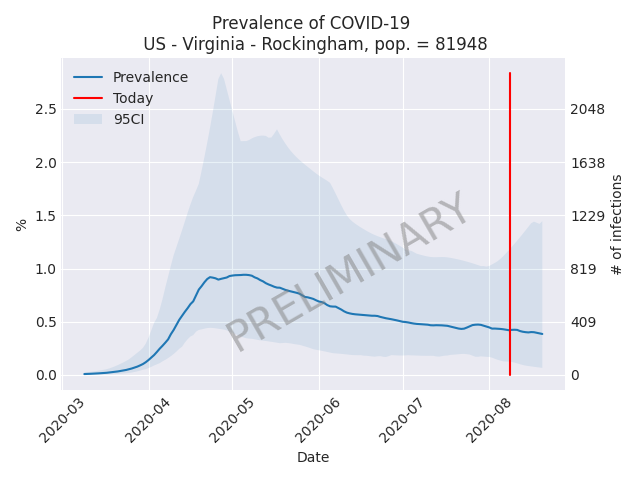 Prevalence of COVID-19
US - Virginia - Rockingham, pop. = 81948
Prevalence
Today
95CI
2.5
2.0
1.5
1.0
0.5
0.0
%
2048
1638
1229
819
409
0
# of infections
PRELIMINARY
2020-03
2020-04
2020-05
2020-06
2020-07
2020-08
Date